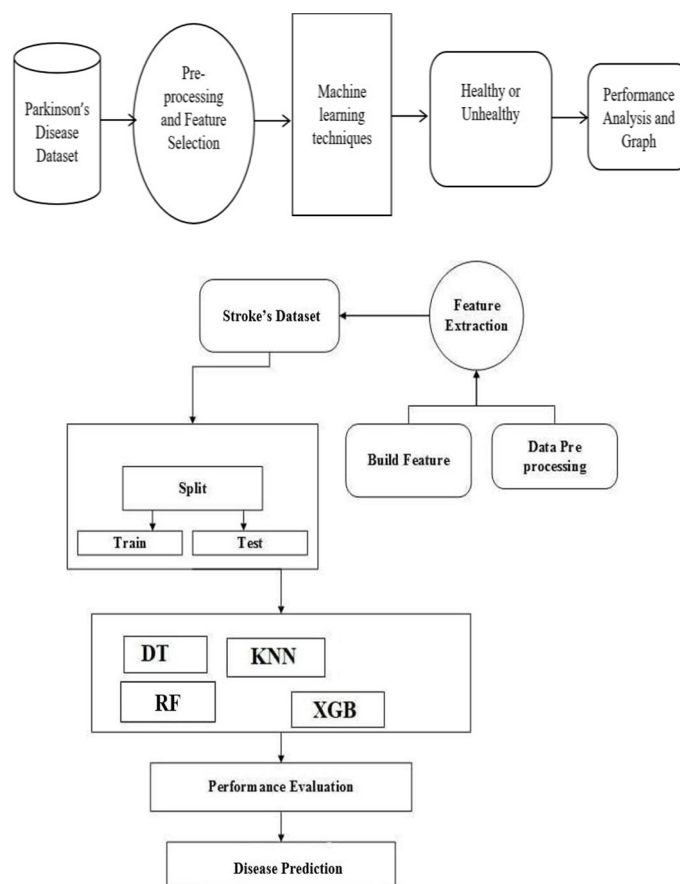 Parkinson's
Disease
Dataset
Pre-
processing
and Feature
Selection
Machine
learning
techniques
Healthy or
Unhealthy
Performance
Analysis and
Graph
Stroke's Dataset
Feature
Extraction
Build Feature
Data Pre
processing
Split
Train
Test
DT
KNN
RF
XGB
Performance Evaluation
Disease Prediction